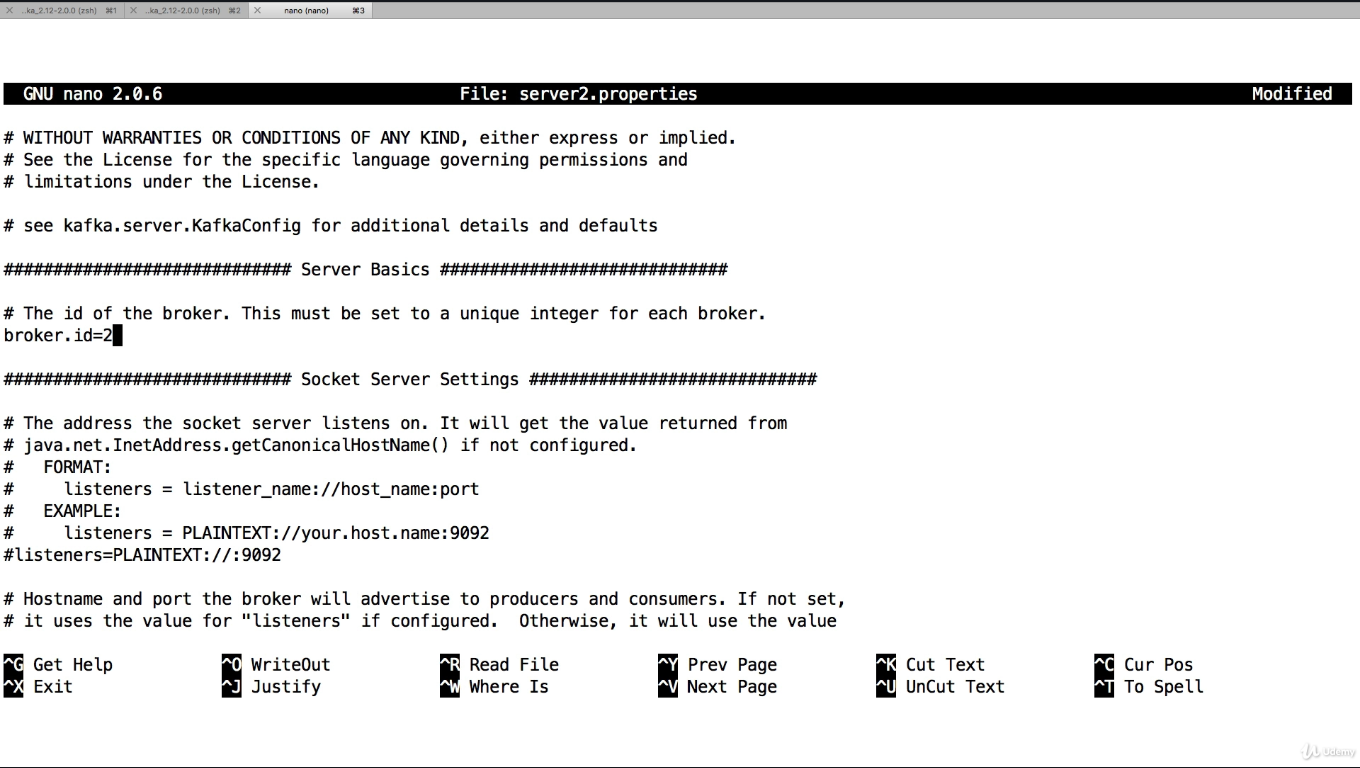 ..ka_2.12-2.0.0 (zsh) ⌘1 ..ka_2.12-2.0.0 (zsh) ⌘2 nano (nano) ⌘3
GNU nano 2.0.6 File: server2.properties Modified
# WITHOUT WARRANTIES OR CONDITIONS OF ANY KIND, either express or implied.
# See the License for the specific language governing permissions and
# limitations under the License.
# see kafka.server.KafkaConfig for additional details and defaults
############################# Server Basics #############################
# The id of the broker. This must be set to a unique integer for each broker.
broker.id=2
############################# Socket Server Settings #############################
# The address the socket server listens on. It will get the value returned from
# java.net.InetAddress.getCanonicalHostName() if not configured.
#   FORMAT:
#     listeners = listener_name://host_name:port
#   EXAMPLE:
#     listeners = PLAINTEXT://your.host.name:9092
#listeners=PLAINTEXT://:9092
# Hostname and port the broker will advertise to producers and consumers. If not set,
# it uses the value for "listeners" if configured.  Otherwise, it will use the value
^G Get Help ^O WriteOut ^R Read File ^Y Prev Page ^K Cut Text ^C Cur Pos
^X Exit ^J Justify ^W Where Is ^V Next Page ^U UnCut Text ^T To Spell
Udemy